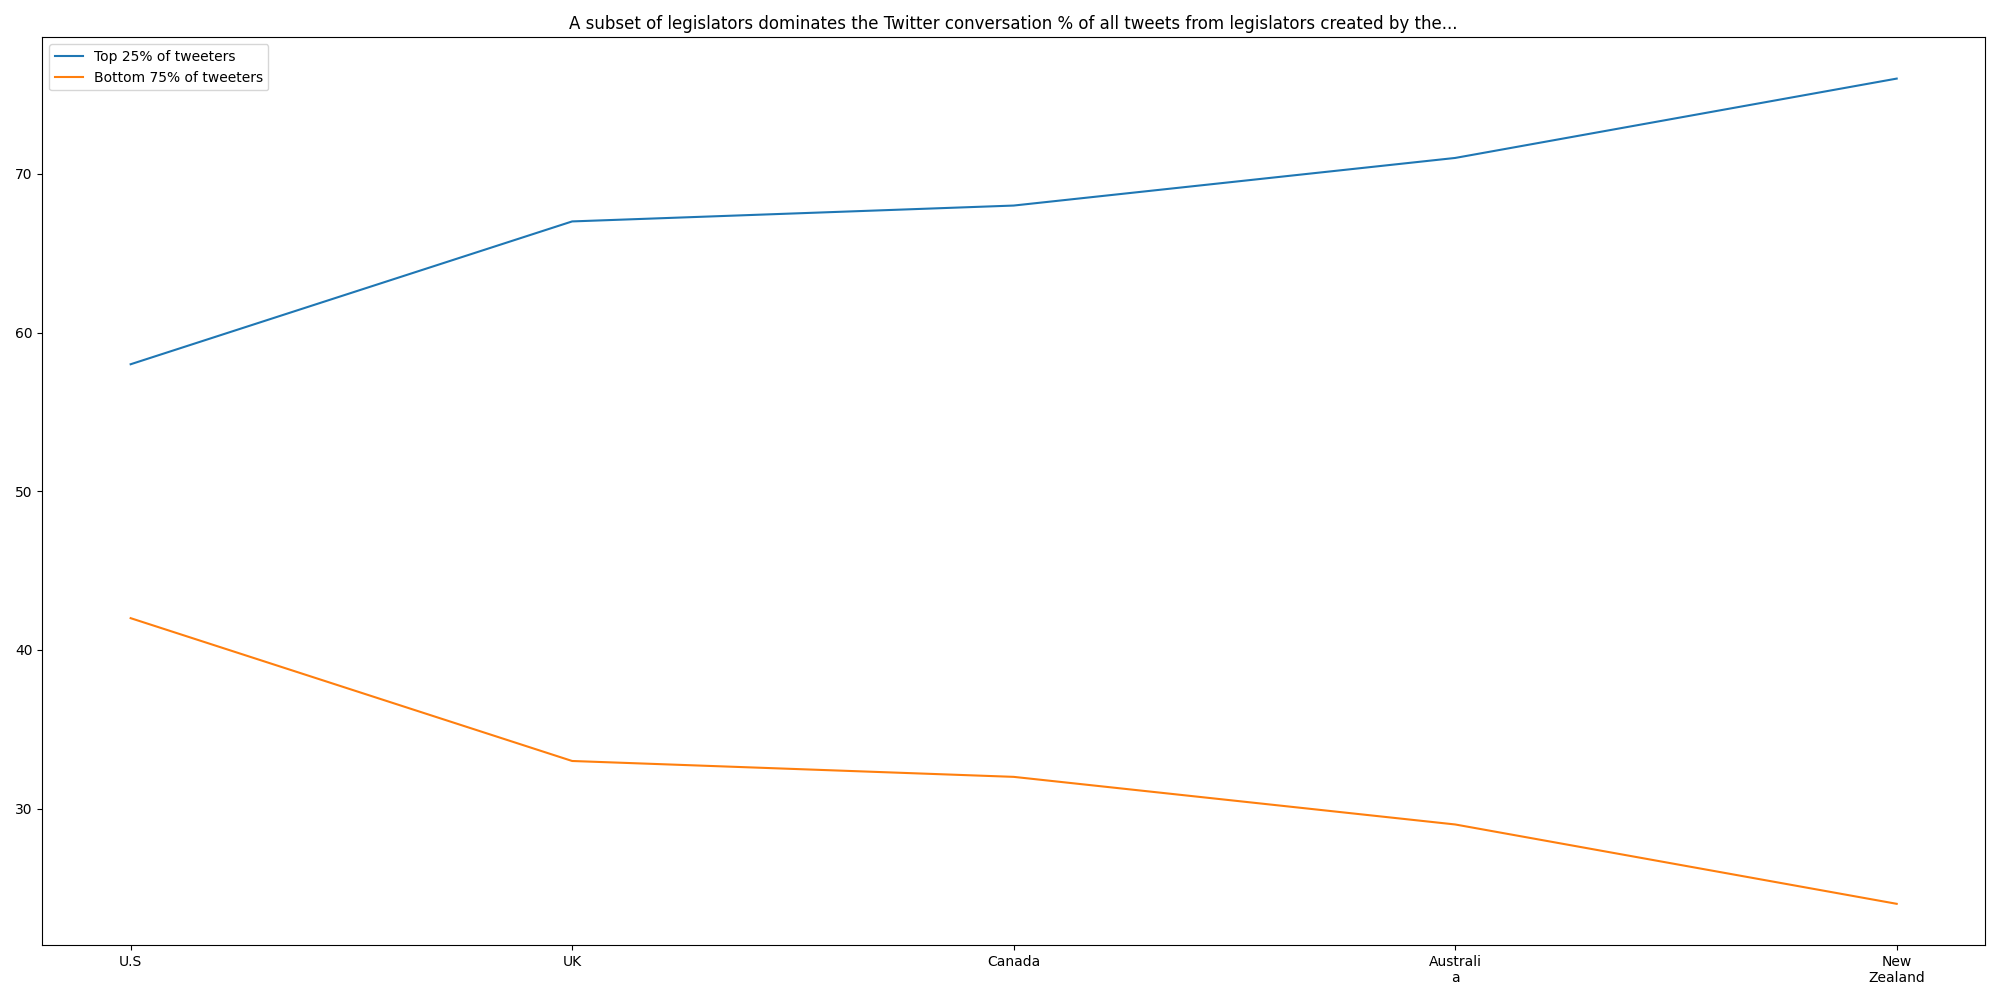 A subset of legislators dominates the Twitter conversation % of all tweets from legislators created by the...
Top 25% of tweeters
Bottom 75% of tweeters
70
60
50
40
30
U.S
UK
Canada
Australi
a
New
Zealand